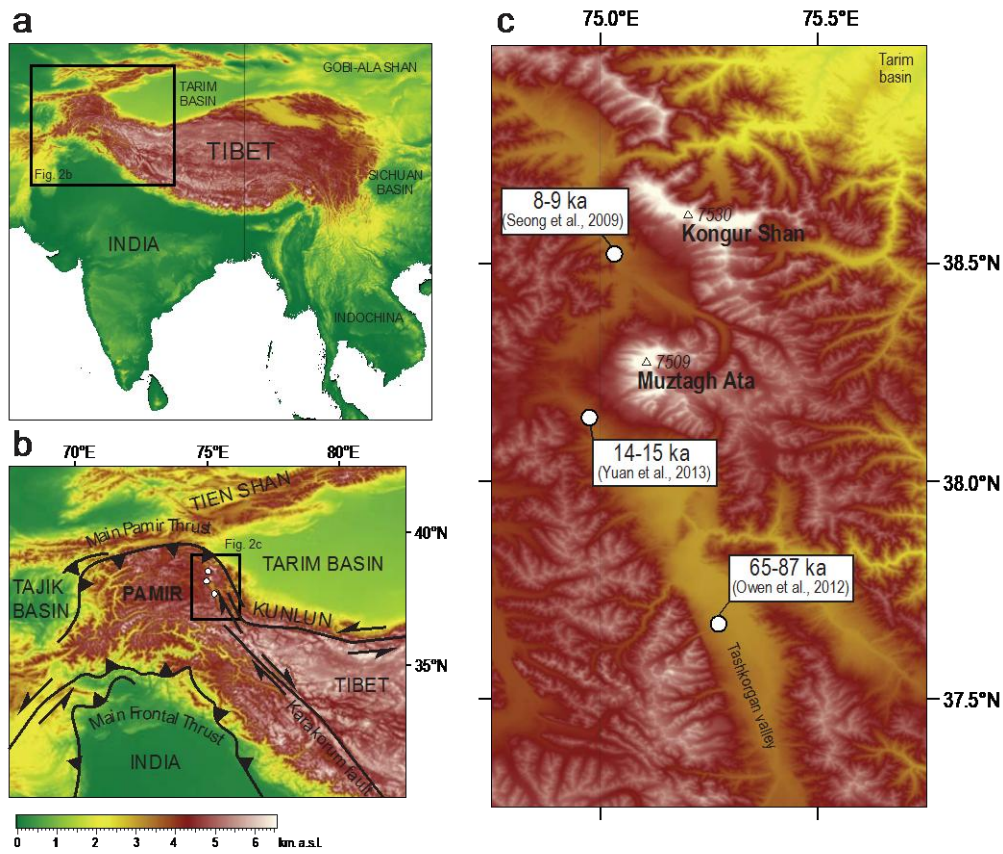 a
GOBI-ALA SHAN
TARIM
BASIN
TIBET
Fig. 2b
SICHUAN
BASIN
INDIA
INDOCHINA
b
70°E
75°E
80°E
TIEN SHAN
Main Pamir Thrust
40°N
Fig. 2c
TARIM BASIN
TAJIK
BASIN
PAMIR
KUNLUN
35°N
TIBET
Karakorum fault
Main Frontal Thrust
INDIA
0 1 2 3 4 5 6 km a.s.l.
c
75.0°E
75.5°E
Tarim
basin
8-9 ka
(Seong et al., 2009)
7530
Kongur Shan
38.5°N
7509
Muztagh Ata
14-15 ka
(Yuan et al., 2013)
38.0°N
65-87 ka
(Owen et al., 2012)
Tashkorgan valley
37.5°N